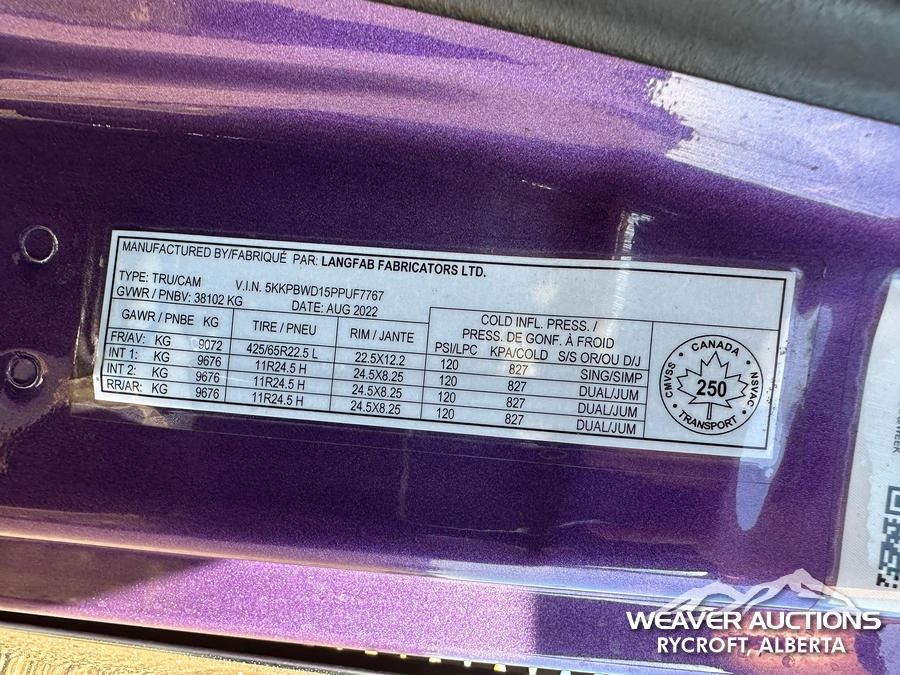 MANUFACTURED BY/FABRIQUÉ PAR: LANGFAB FABRICATORS LTD.
TYPE: TRU/CAM V.I.N. 5KKPBWD15PPUF7767
GVWR / PNBV: 38102 KG DATE: AUG 2022
GAWR / PNBE KG TIRE / PNEU RIM / JANTE COLD INFL. PRESS. /
PRESS. DE GONF. À FROID
PSI/LPC KPA/COLD S/S OR/OU D/J
FR/AV: KG 9072 425/65R22.5 L 22.5X12.2 120 827 SING/SIMP
INT 1: KG 9676 11R24.5 H 24.5X8.25 120 827 DUAL/JUM
INT 2: KG 9676 11R24.5 H 24.5X8.25 120 827 DUAL/JUM
RR/AR: KG 9676 11R24.5 H 24.5X8.25 120 827 DUAL/JUM
CANADA
CMVSS 250 NSVAC
TRANSPORT
WEAVER AUCTIONS
RYCROFT, ALBERTA